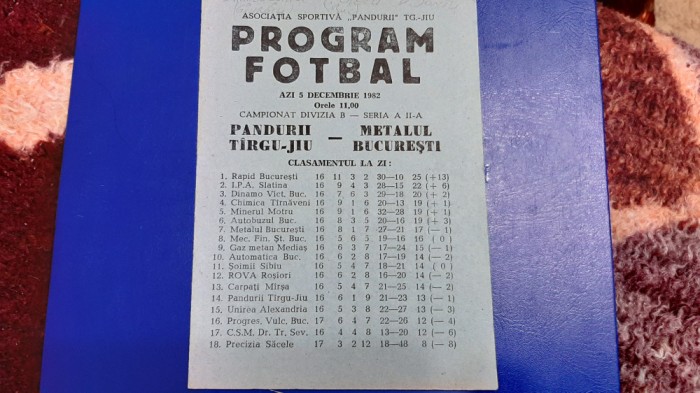 ASOCIAȚIA SPORTIVĂ „PANDURII” TG.-JIU
PROGRAM
FOTBAL
AZI 5 DECEMBRIE 1982
Orele 11,00
CAMPIONAT DIVIZIA B — SERIA A II-A
PANDURII — METALUL
TÎRGU-JIU BUCUREȘTI
CLASAMENTUL LA ZI :
1. Rapid București 16 11 3 2 30—10 25 (+13)
2. I.P.A. Slatina 16 9 4 3 28—15 22 (+ 6)
3. Dinamo Vict. Buc. 16 7 6 3 29—18 20 (+ 2)
4. Chimica Tîrnăveni 16 9 1 6 20—13 19 (+ 1)
5. Minerul Motru 16 9 1 6 32—28 19 (+ 1)
6. Autobuzul Buc. 16 8 3 5 20—16 19 (+ 3)
7. Metalul București 16 8 1 7 27—21 17 (— 1)
8. Mec. Fin. Șt. Buc. 16 5 6 5 19—16 16 ( 0 )
9. Gaz metan Mediaș 16 6 3 7 17—24 15 (— 1)
10. Automatica Buc. 16 6 2 8 17—19 14 (— 2)
11. Șoimii Sibiu 16 5 4 7 18—21 14 ( 0 )
12. ROVA Roșiori 16 6 2 8 16—20 14 (— 2)
13. Carpați Mîrșa 16 5 4 7 21—25 14 (— 2)
14. Pandurii Tîrgu-Jiu 16 6 1 9 21—23 13 (— 1)
15. Unirea Alexandria 16 5 3 8 22—27 13 (— 3)
16. Progres. Vulc. Buc. 17 6 4 7 22—26 12 (— 4)
17. C.S.M. Dr. Tr. Sev. 16 4 4 8 13—20 12 (— 6)
18. Precizia Săcele 17 3 2 12 18—48 8 (— 8)